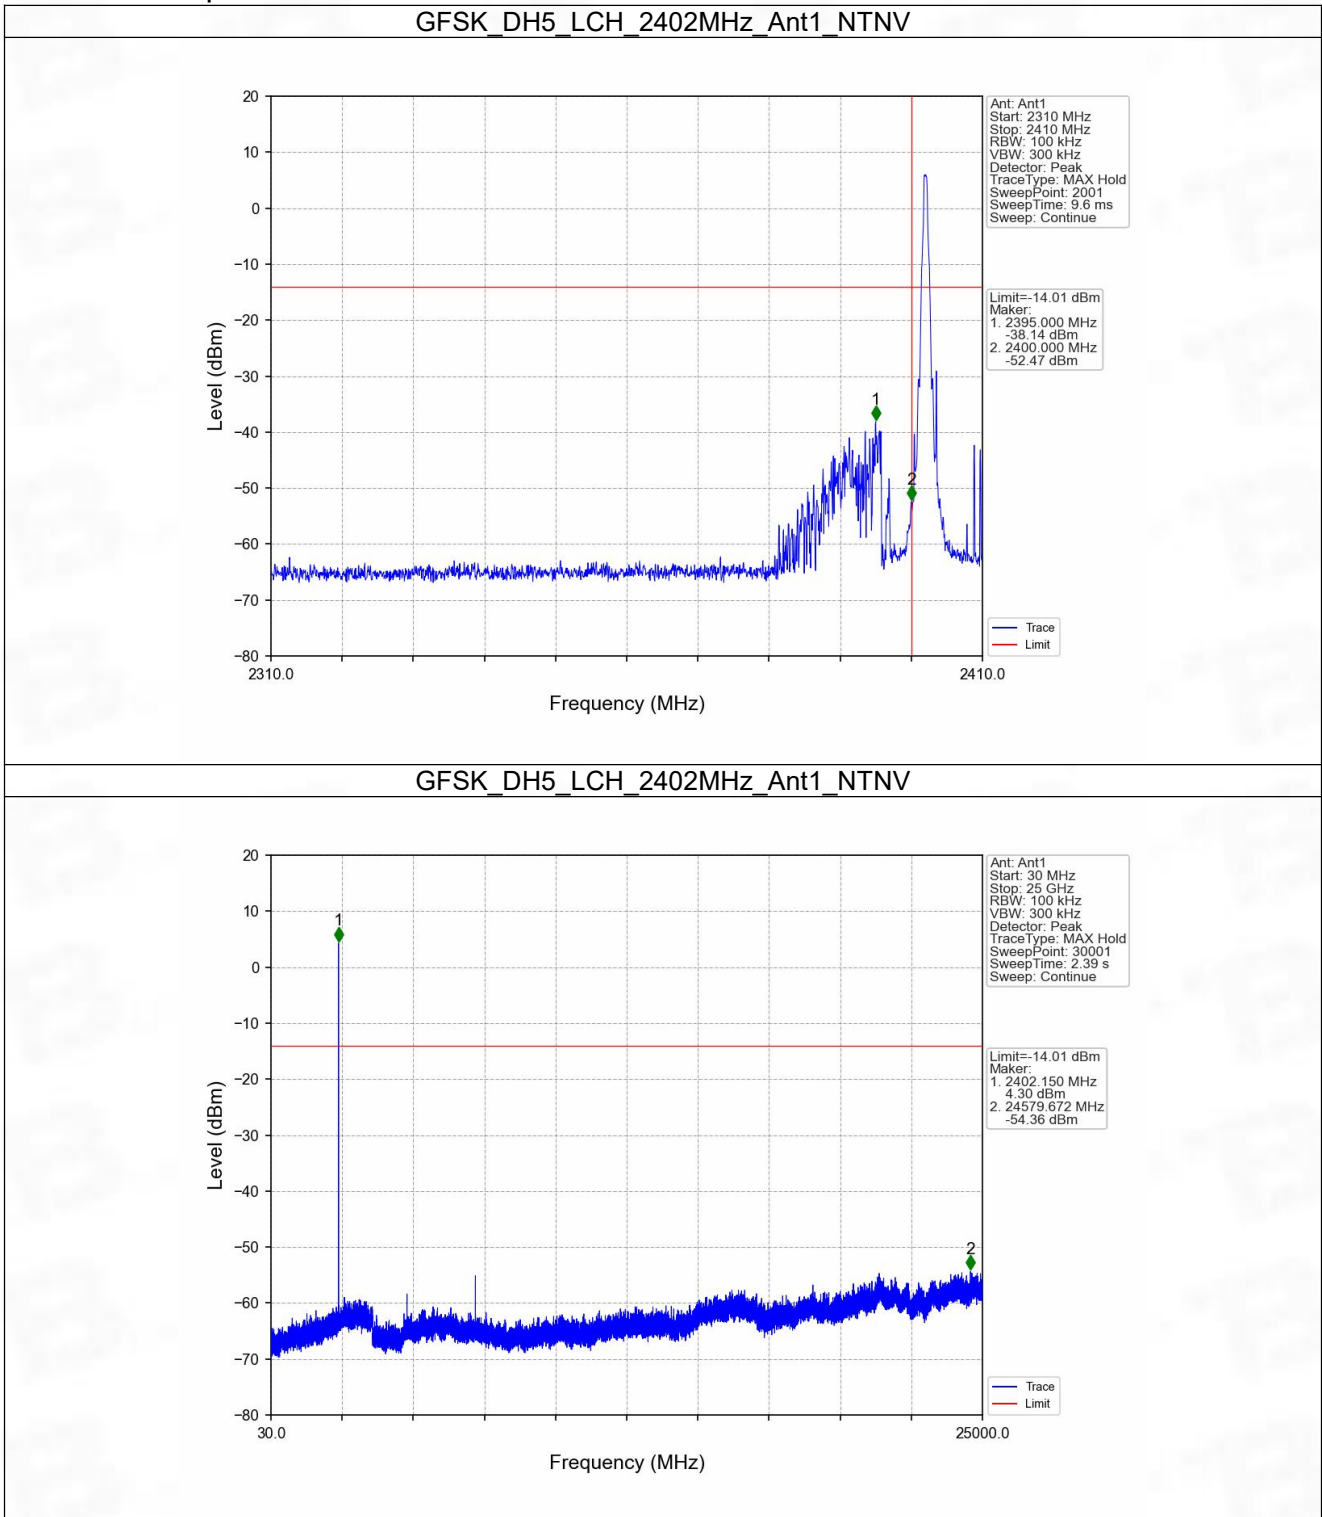 GFSK_DH5_LCH_2402MHz_Ant1_NTNV
20
10
0
−10
−20
−30
−40
−50
−60
−70
−80
Level (dBm)
2310.0
2410.0
Frequency (MHz)
1
2
Ant: Ant1
Start: 2310 MHz
Stop: 2410 MHz
RBW: 100 kHz
VBW: 300 kHz
Detector: Peak
TraceType: MAX Hold
SweepPoint: 2001
SweepTime: 9.6 ms
Sweep: Continue
Limit=-14.01 dBm
Maker:
1. 2395.000 MHz
-38.14 dBm
2. 2400.000 MHz
-52.47 dBm
Trace
Limit
GFSK_DH5_LCH_2402MHz_Ant1_NTNV
20
10
0
−10
−20
−30
−40
−50
−60
−70
−80
Level (dBm)
30.0
25000.0
Frequency (MHz)
1
2
Ant: Ant1
Start: 30 MHz
Stop: 25 GHz
RBW: 100 kHz
VBW: 300 kHz
Detector: Peak
TraceType: MAX Hold
SweepPoint: 30001
SweepTime: 2.39 s
Sweep: Continue
Limit=-14.01 dBm
Maker:
1. 2402.150 MHz
4.30 dBm
2. 24579.672 MHz
-54.36 dBm
Trace
Limit